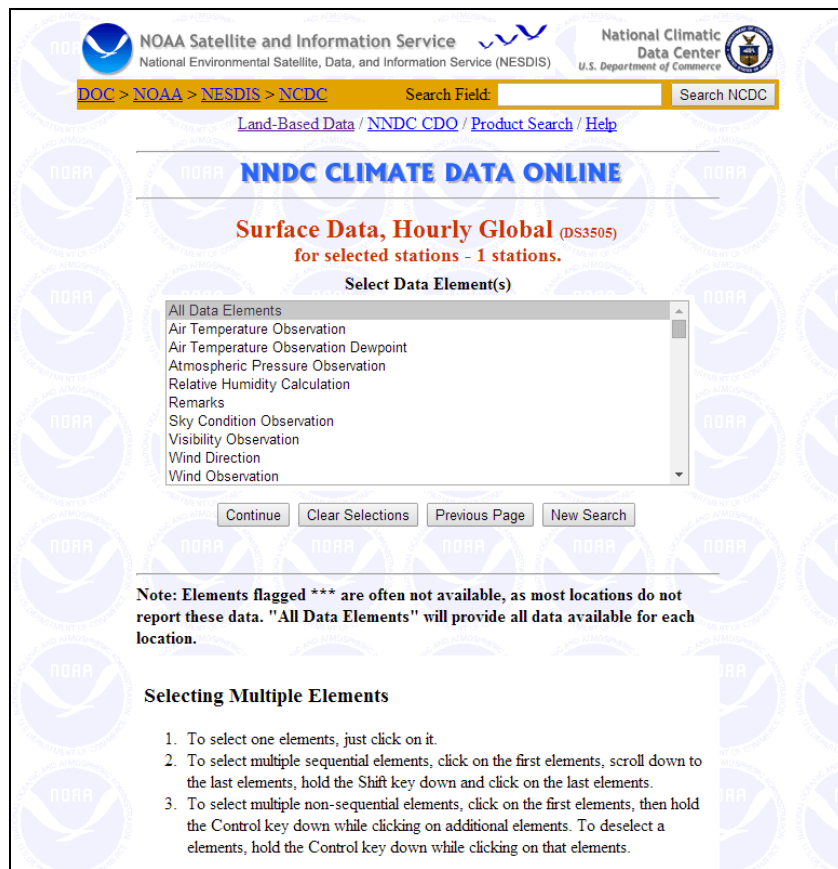 NOAA Satellite and Information Service
National Environmental Satellite, Data, and Information Service (NESDIS)
National Climatic
Data Center
U.S. Department of Commerce
DOC > NOAA > NESDIS > NCDC Search Field: Search NCDC
Land-Based Data / NNDC CDO / Product Search / Help
NNDC CLIMATE DATA ONLINE
Surface Data, Hourly Global (DS3505)
for selected stations - 1 stations.
Select Data Element(s)
All Data Elements
Air Temperature Observation
Air Temperature Observation Dewpoint
Atmospheric Pressure Observation
Relative Humidity Calculation
Remarks
Sky Condition Observation
Visibility Observation
Wind Direction
Wind Observation
Continue Clear Selections Previous Page New Search
Note: Elements flagged *** are often not available, as most locations do not
report these data. "All Data Elements" will provide all data available for each
location.
Selecting Multiple Elements
1. To select one elements, just click on it.
2. To select multiple sequential elements, click on the first elements, scroll down to
the last elements, hold the Shift key down and click on the last elements.
3. To select multiple non-sequential elements, click on the first elements, then hold
the Control key down while clicking on additional elements. To deselect a
elements, hold the Control key down while clicking on that elements.